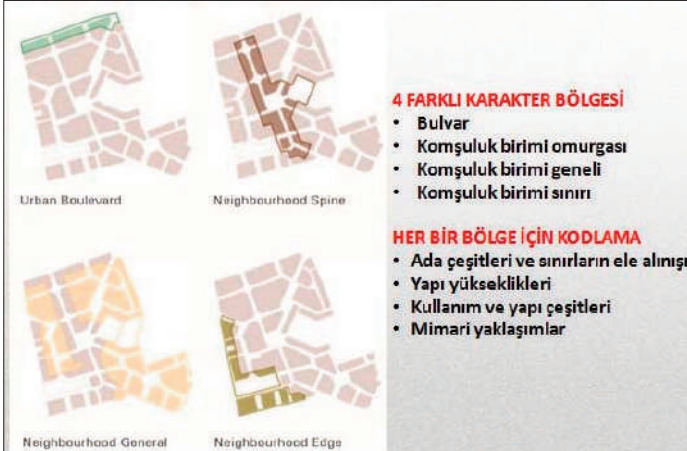 Urban Boulevard
Neighbourhood Spine
Neighbourhood General
Neighbourhood Edge
4 FARKLI KARAKTER BÖLGESİ
• Bulvar
• Komşuluk birimi omurgası
• Komşuluk birimi geneli
• Komşuluk birimi sınırı
HER BİR BÖLGE İÇİN KODLAMA
• Ada çeşitleri ve sınırların ele alınışı
• Yapı yükseklikleri
• Kullanım ve yapı çeşitleri
• Mimari yaklaşımlar